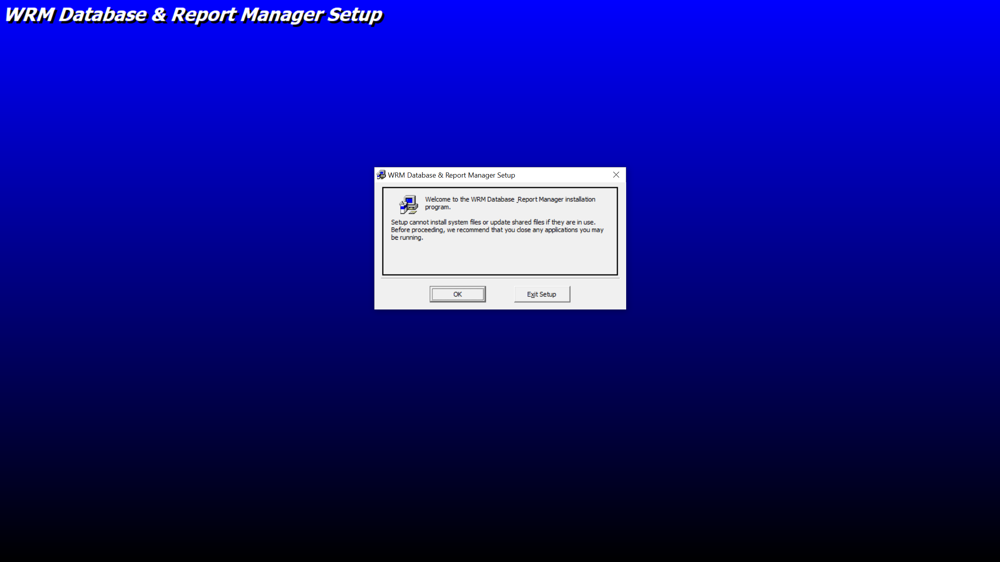 WRM Database & Report Manager Setup
WRM Database & Report Manager Setup
Welcome to the WRM Database _Report Manager installation
program.
Setup cannot install system files or update shared files if they are in use.
Before proceeding, we recommend that you close any applications you may
be running.
OK
Exit Setup